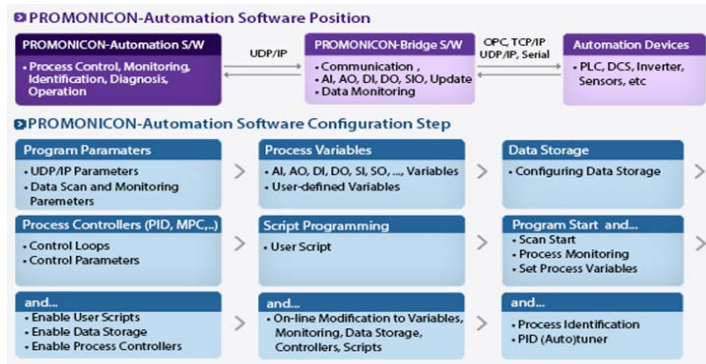 PROMONICON-Automation Software Position
PROMONICON-Automation S/W
• Process Control, Monitoring,
Identification, Diagnosis,
Operation
UDP/IP
PROMONICON-Bridge S/W
• Communication ,
• AI, AO, DI, DO, SIO, Update
• Data Monitoring
OPC, TCP/IP
UDP/IP, Serial
Automation Devices
• PLC, DCS, Inverter,
Sensors, etc
PROMONICON-Automation Software Configuration Step
Program Paramaters
• UDP/IP Parameters
• Data Scan and Monitoring
Paremeters
Process Variables
• AI, AO, DI, DO, SI, SO, ..., Variables
• User-defined Variables
Data Storage
• Configuring Data Storage
Process Controllers (PID, MPC,..)
• Control Loops
• Control Parameters
Script Programming
• User Script
Program Start and...
• Scan Start
• Process Monitoring
• Set Process Variables
and...
• Enable User Scripts
• Enable Data Storage
• Enable Process Controllers
and...
• On-line Modification to Variables,
Monitoring, Data Storage,
Controllers, Scripts
and...
• Process Identification
• PID (Auto)tuner